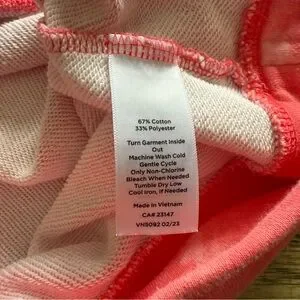 67% Cotton
33% Polyester
Turn Garment Inside
Out
Machine Wash Cold
Gentle Cycle
Only Non-Chlorine
Bleach When Needed
Tumble Dry Low
Cool Iron, if Needed
Made in Vietnam
CA# 23147
VHS092 02/23